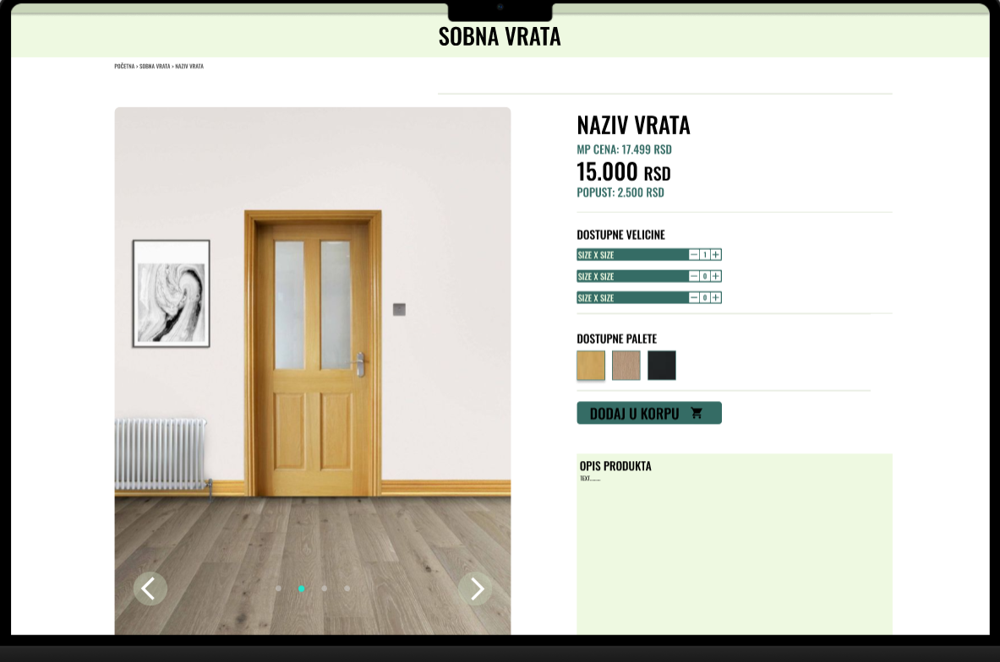 SOBNA VRATA
POČETNA › SOBNA VRATA › NAZIV VRATA
NAZIV VRATA
MP CENA: 17.499 RSD
15.000 RSD
POPUST: 2.500 RSD
DOSTUPNE VELICINE
SIZE X SIZE — 1 +
SIZE X SIZE — 0 +
SIZE X SIZE — 0 +
DOSTUPNE PALETE
DODAJ U KORPU
OPIS PRODUKTA
TEXT........